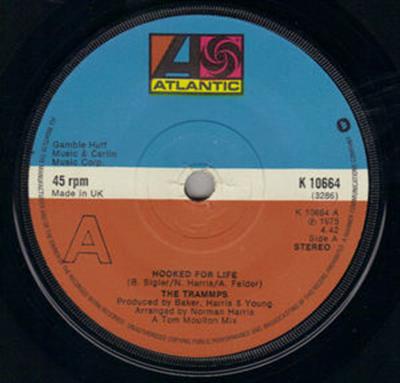 ATLANTIC
Gamble Huff
Music & Carlin
Music Corp.
45 rpm
Made in UK
K 10664
(3286)
K 10664 A
℗ 1975
4.42
Side A
STEREO
A
HOOKED FOR LIFE
(B. Sigler/N. Harris/A. Felder)
THE TRAMMPS
Produced by Baker, Harris & Young
Arranged by Norman Harris
A Tom Moulton Mix